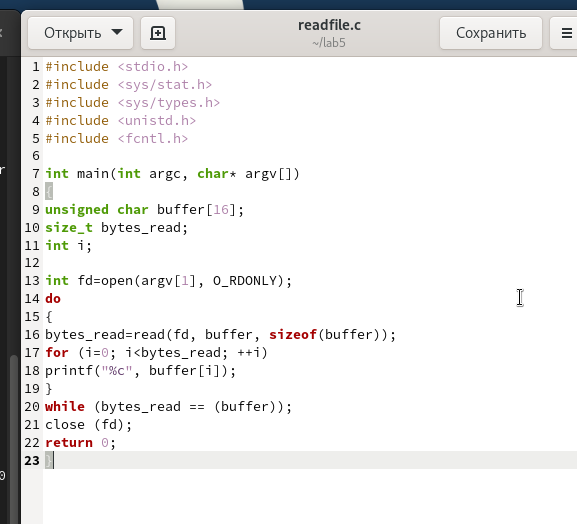 Открыть
readfile.c
~/lab5
Сохранить
1 #include <stdio.h>
2 #include <sys/stat.h>
3 #include <sys/types.h>
4 #include <unistd.h>
5 #include <fcntl.h>
6
7 int main(int argc, char* argv[])
8 {
9 unsigned char buffer[16];
10 size_t bytes_read;
11 int i;
12
13 int fd=open(argv[1], O_RDONLY);
14 do
15 {
16 bytes_read=read(fd, buffer, sizeof(buffer));
17 for (i=0; i<bytes_read; ++i)
18 printf("%c", buffer[i]);
19 }
20 while (bytes_read == (buffer));
21 close (fd);
22 return 0;
23 }